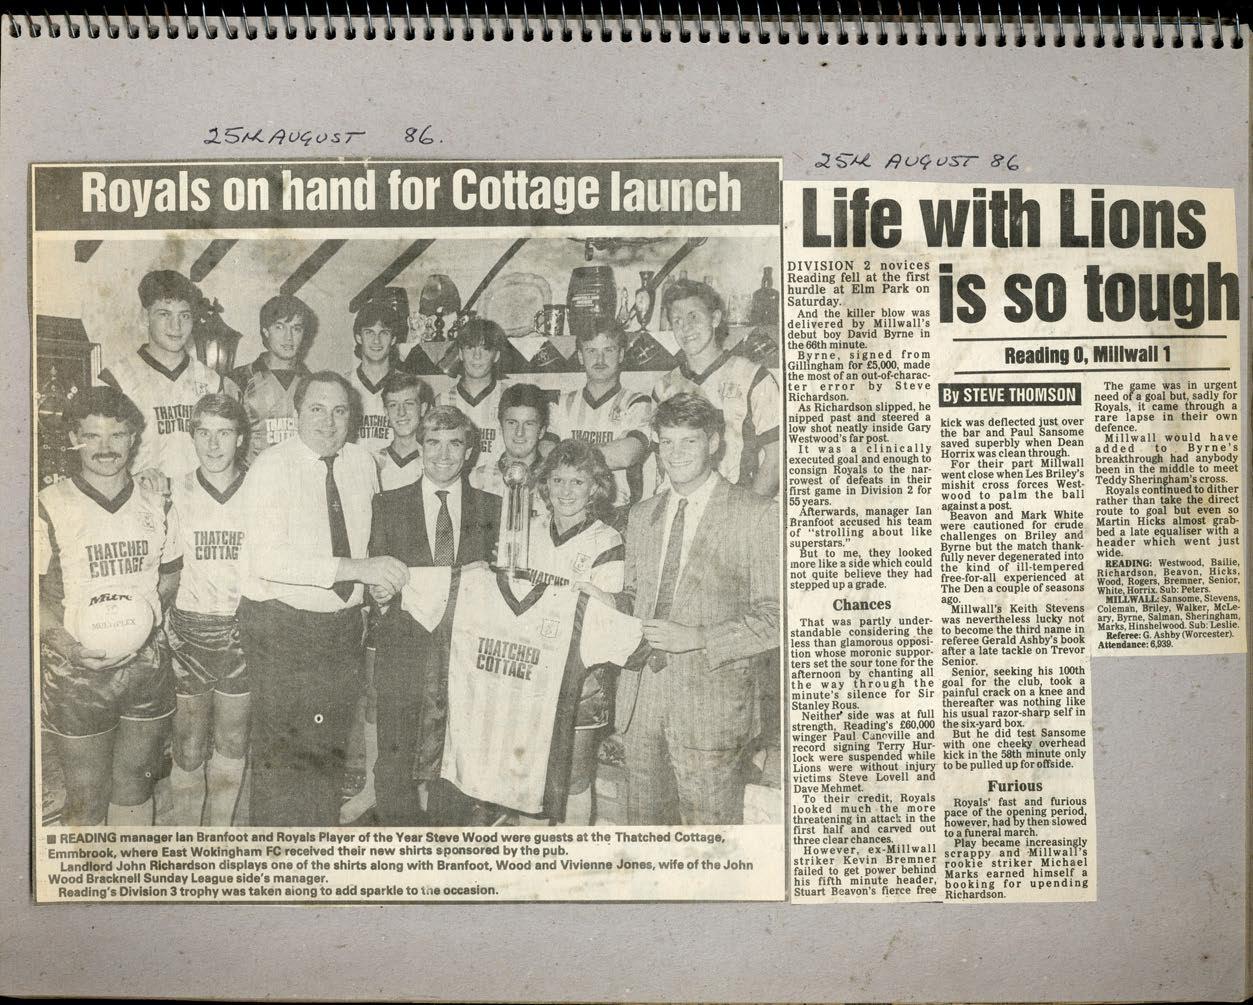 25th AUGUST 86.
Royals on hand for Cottage launch
THATCHED
COTTAGE
THATCHED
COTTAGE
THATCHED
COTTAGE
Mitre
MULTIPLEX
THATCHED
THATCHED
COTTAGE
■ READING manager Ian Branfoot and Royals Player of the Year Steve Wood were guests at the Thatched Cottage,
Emmbrook, where East Wokingham FC received their new shirts sponsored by the pub.
Landlord John Richardson displays one of the shirts along with Branfoot, Wood and Vivienne Jones, wife of the John
Wood Bracknell Sunday League side's manager.
Reading's Division 3 trophy was taken along to add sparkle to the occasion.
25th AUGUST 86
Life with Lions
is so tough
Reading 0, Millwall 1
By STEVE THOMSON
DIVISION 2 novices
Reading fell at the first
hurdle at Elm Park on
Saturday.
And the killer blow was
delivered by Millwall's
debut boy David Byrne in
the 66th minute.
Byrne, signed from
Gillingham for £5,000, made
the most of an out-of-charac-
ter error by Steve
Richardson.
As Richardson slipped, he
nipped past and steered a
low shot neatly inside Gary
Westwood's far post.
It was a clinically
executed goal and enough to
consign Royals to the nar-
rowest of defeats in their
first game in Division 2 for
55 years.
Afterwards, manager Ian
Branfoot accused his team
of "strolling about like
superstars."
But to me, they looked
more like a side which could
not quite believe they had
stepped up a grade.
Chances
That was partly under-
standable considering the
less than glamorous opposi-
tion whose moronic suppor-
ters set the sour tone for the
afternoon by chanting all
the way through the
minute's silence for Sir
Stanley Rous.
Neither side was at full
strength, Reading's £60,000
winger Paul Canoville and
record signing Terry Hur-
lock were suspended while
Lions were without injury
victims Steve Lovell and
Dave Mehmet.
To their credit, Royals
looked much the more
threatening in attack in the
first half and carved out
three clear chances.
However, ex-Millwall
striker Kevin Bremner
failed to get power behind
his fifth minute header,
Stuart Beavon's fierce free
kick was deflected just over
the bar and Paul Sansome
saved superbly when Dean
Horrix was clean through.
For their part Millwall
went close when Les Briley's
mishit cross forces West-
wood to palm the ball
against a post.
Beavon and Mark White
were cautioned for crude
challenges on Briley and
Byrne but the match thank-
fully never degenerated into
the kind of ill-tempered
free-for-all experienced at
The Den a couple of seasons
ago.
Millwall's Keith Stevens
was nevertheless lucky not
to become the third name in
referee Gerald Ashby's book
after a late tackle on Trevor
Senior.
Senior, seeking his 100th
goal for the club, took a
painful crack on a knee and
thereafter was nothing like
his usual razor-sharp self in
the six-yard box.
But he did test Sansome
with one cheeky overhead
kick in the 58th minute only
to be pulled up for offside.
Furious
Royals' fast and furious
pace of the opening period,
however, had by then slowed
to a funeral march.
Play became increasingly
scrappy and Millwall's
rookie striker Michael
Marks earned himself a
booking for upending
Richardson.
The game was in urgent
need of a goal but, sadly for
Royals, it came through a
rare lapse in their own
defence.
Millwall would have
added to Byrne's
breakthrough had anybody
been in the middle to meet
Teddy Sheringham's cross.
Royals continued to dither
rather than take the direct
route to goal but even so
Martin Hicks almost grab-
bed a late equaliser with a
header which went just
wide.
READING: Westwood, Bailie,
Richardson, Beavon, Hicks,
Wood, Rogers, Bremner, Senior,
White, Horrix. Sub: Peters.
MILLWALL: Sansome, Stevens,
Coleman, Briley, Walker, McLe-
ary, Byrne, Salman, Sheringham,
Marks, Hinshelwood. Sub: Leslie.
Referee: G. Ashby (Worcester).
Attendance: 6,939.